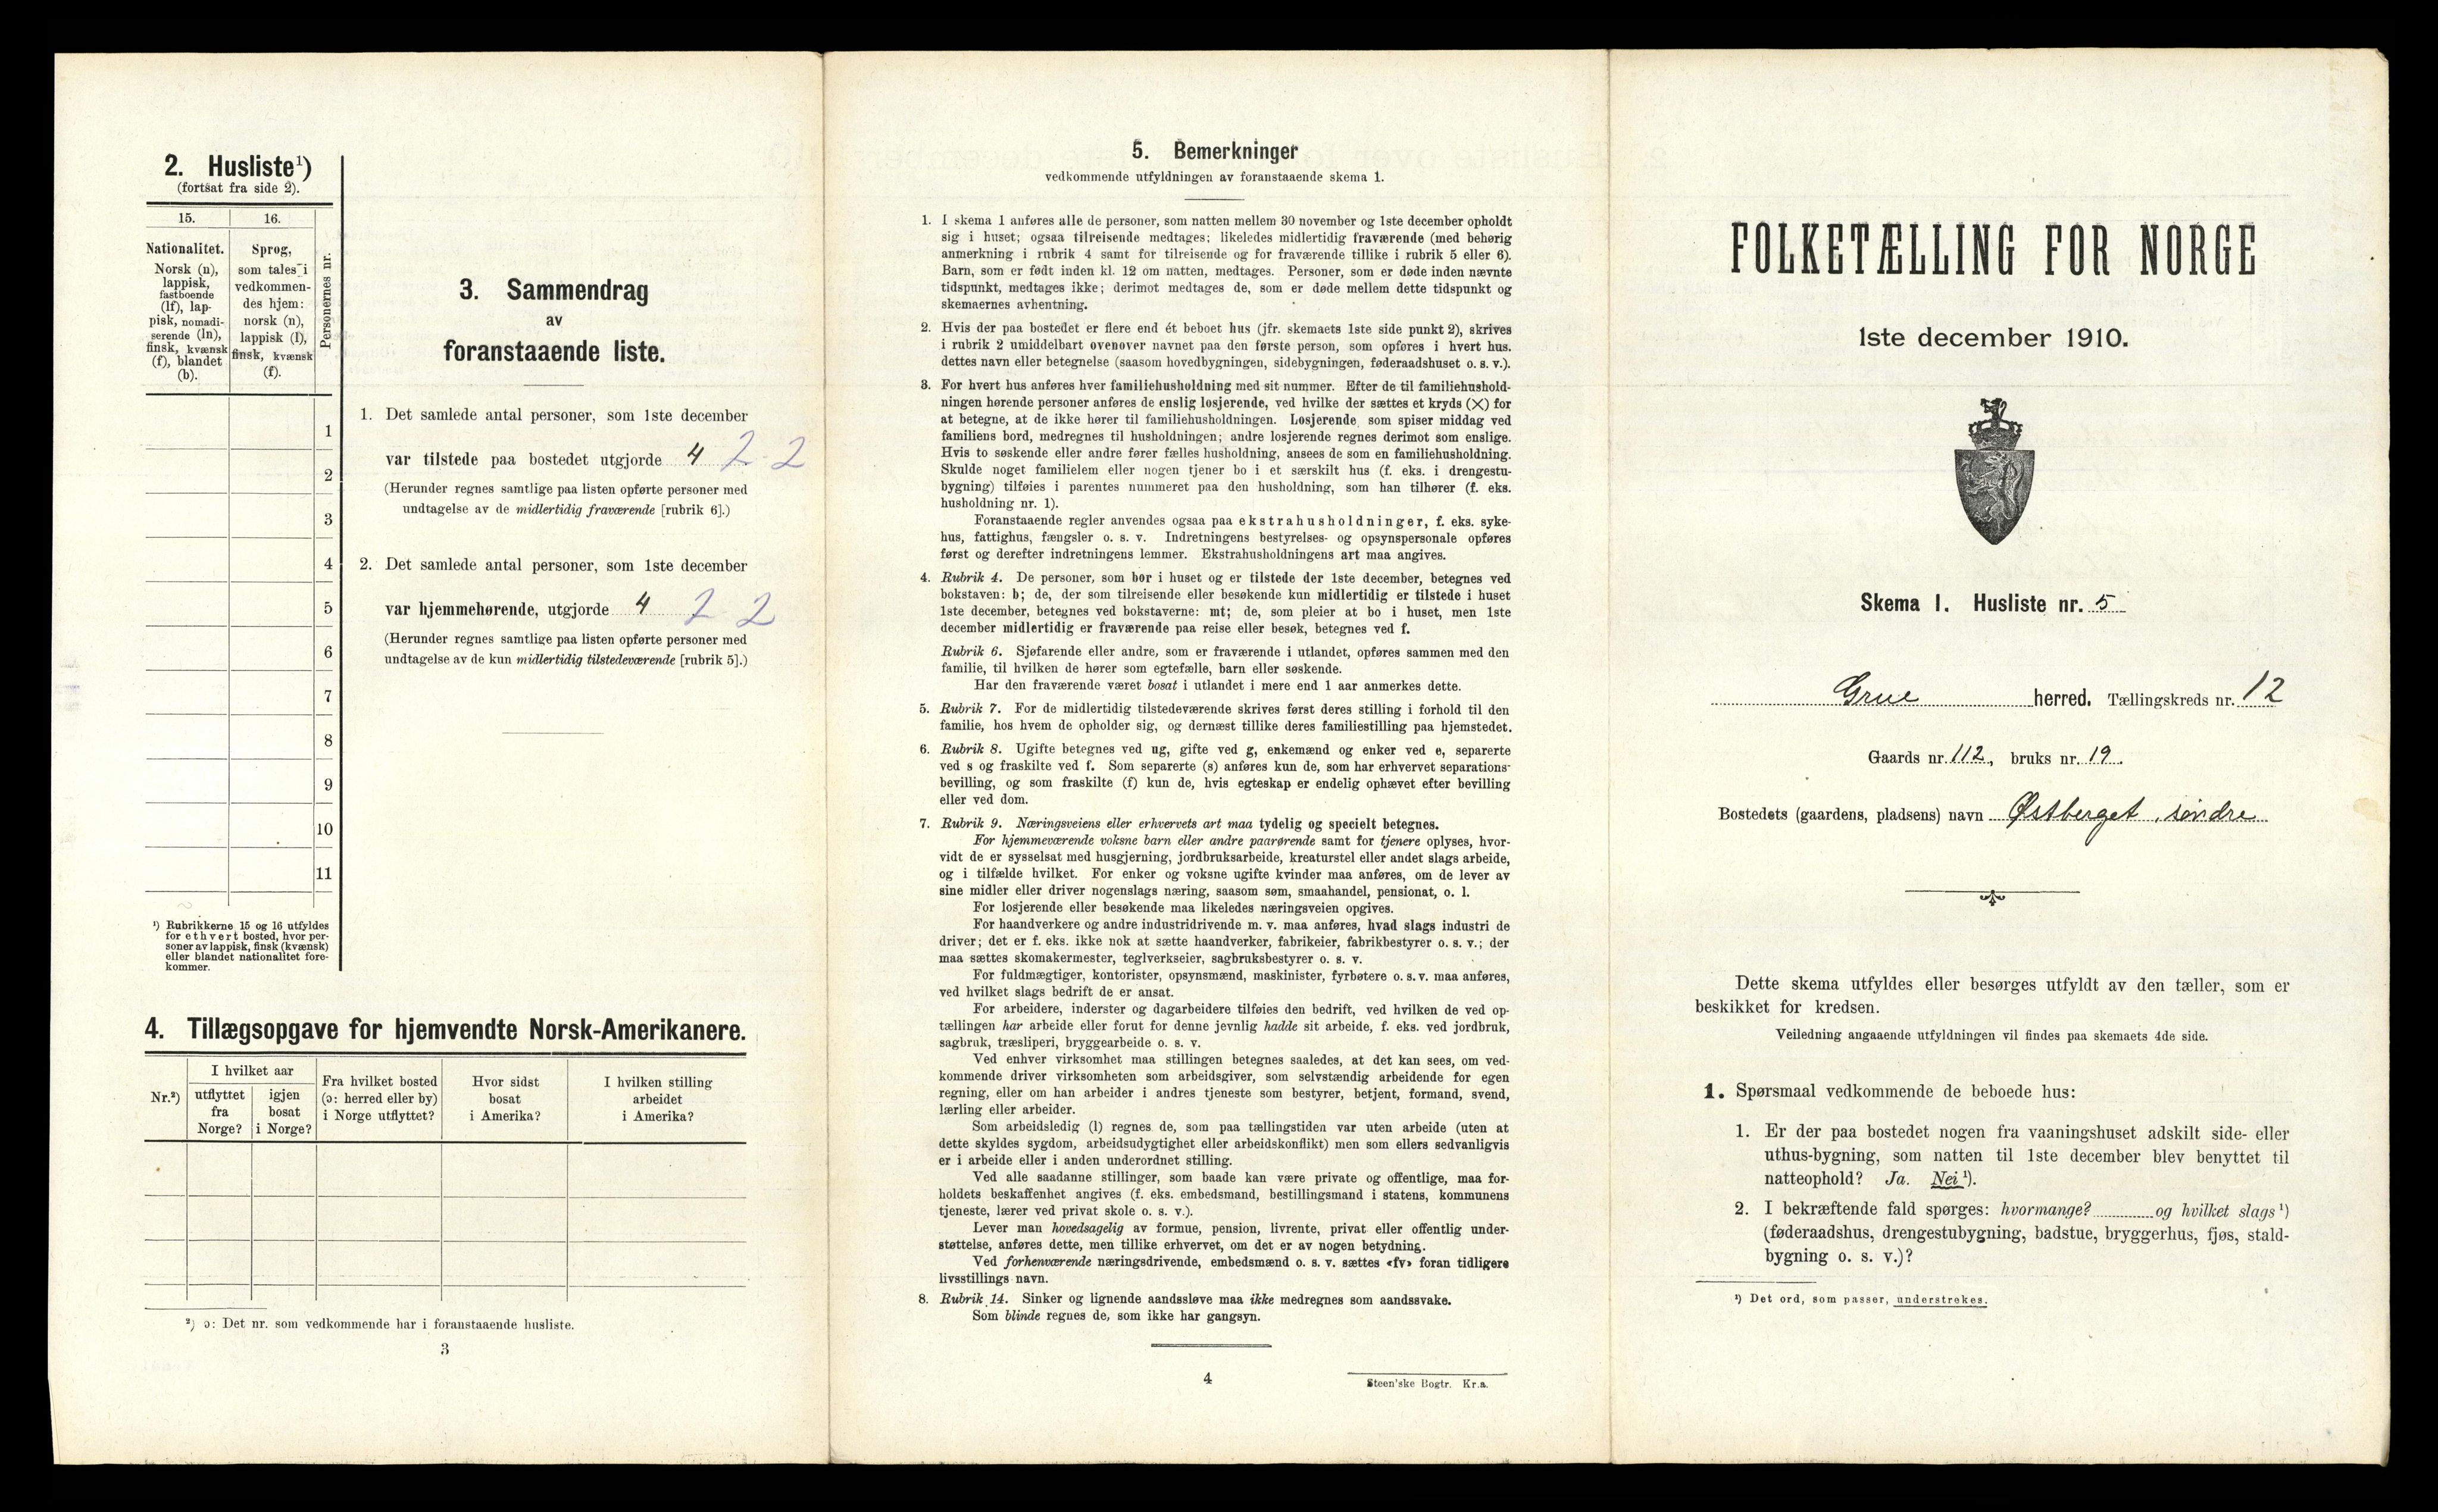 2. Husliste¹)
(fortsat fra side 2).
15.
16.
Personernes nr.
Nationalitet.
Norsk (n),
lappisk,
fastboende
(lf), lap-
pisk, nomadi-
serende (ln),
finsk, kvænsk
(f), blandet
(b).
Sprog,
som tales i
vedkommen-
des hjem:
norsk (n),
lappisk (l),
finsk, kvænsk
(f).
1
2
3
4
5
6
7
8
9
10
11
¹) Rubrikkerne 15 og 16 utfyldes
for ethvert bosted, hvor per-
soner av lappisk, finsk (kvænsk)
eller blandet nationalitet fore-
kommer.
3. Sammendrag
av
foranstaaende liste.
1. Det samlede antal personer, som 1ste december
var tilstede paa bostedet utgjorde 4 2 2
(Herunder regnes samtlige paa listen opførte personer med
undtagelse av de midlertidig fraværende [rubrik 6].)
2. Det samlede antal personer, som 1ste december
var hjemmehørende, utgjorde 4 2 2
(Herunder regnes samtlige paa listen opførte personer med
undtagelse av de kun midlertidig tilstedeværende [rubrik 5].)
4. Tillægsopgave for hjemvendte Norsk-Amerikanere.
Nr.²)
I hvilket aar
utflyttet
fra
Norge?
igjen
bosat
i Norge?
Fra hvilket bosted
(ɔ: herred eller by)
i Norge utflyttet?
Hvor sidst
bosat
i Amerika?
I hvilken stilling
arbeidet
i Amerika?
²) ɔ: Det nr. som vedkommende har i foranstaaende husliste.
3
5. Bemerkninger
vedkommende utfyldningen av foranstaaende skema 1.
1. I skema 1 anføres alle de personer, som natten mellem 30 november og 1ste december opholdt
sig i huset; ogsaa tilreisende medtages; likeledes midlertidig fraværende (med behørig
anmerkning i rubrik 4 samt for tilreisende og for fraværende tillike i rubrik 5 eller 6).
Barn, som er født inden kl. 12 om natten, medtages. Personer, som er døde inden nævnte
tidspunkt, medtages ikke; derimot medtages de, som er døde mellem dette tidspunkt og
skemaernes avhentning.
2. Hvis der paa bostedet er flere end ét beboet hus (jfr. skemaets 1ste side punkt 2), skrives
i rubrik 2 umiddelbart ovenover navnet paa den første person, som opføres i hvert hus.
dettes navn eller betegnelse (saasom hovedbygningen, sidebygningen, føderaadshuset o. s. v.).
3. For hvert hus anføres hver familiehusholdning med sit nummer. Efter de til familiehushold-
ningen hørende personer anføres de enslig losjerende, ved hvilke der sættes et kryds (×) for
at betegne, at de ikke hører til familiehusholdningen. Losjerende som spiser middag ved
familiens bord, medregnes til husholdningen; andre losjerende regnes derimot som enslige.
Hvis to søskende eller andre fører fælles husholdning, ansees de som en familiehusholdning.
Skulde noget familielem eller nogen tjener bo i et særskilt hus (f. eks. i drengestu-
bygning) tilføies i parentes nummeret paa den husholdning, som han tilhører (f. eks.
husholdning nr. 1).
Foranstaaende regler anvendes ogsaa paa ekstrahusholdninger, f. eks. syke-
hus, fattighus, fængsler o. s. v. Indretningens bestyrelses- og opsynspersonale opføres
først og derefter indretningens lemmer. Ekstrahusholdningens art maa angives.
4. Rubrik 4. De personer, som bor i huset og er tilstede der 1ste december, betegnes ved
bokstaven: b; de, der som tilreisende eller besøkende kun midlertidig er tilstede i huset
1ste december, betegnes ved bokstaverne: mt; de, som pleier at bo i huset, men 1ste
december midlertidig er fraværende paa reise eller besøk, betegnes ved f.
Rubrik 6. Sjøfarende eller andre, som er fraværende i utlandet, opføres sammen med den
familie, til hvilken de hører som egtefælle, barn eller søskende.
Har den fraværende været bosat i utlandet i mere end 1 aar anmerkes dette.
5. Rubrik 7. For de midlertidig tilstedeværende skrives først deres stilling i forhold til den
familie, hos hvem de opholder sig, og dernæst tillike deres familiestilling paa hjemstedet.
6. Rubrik 8. Ugifte betegnes ved ug, gifte ved g, enkemænd og enker ved e, separerte
ved s og fraskilte ved f. Som separerte (s) anføres kun de, som har erhvervet separations-
bevilling, og som fraskilte (f) kun de, hvis egteskap er endelig ophævet efter bevilling
eller ved dom.
7. Rubrik 9. Næringsveiens eller erhvervets art maa tydelig og specielt betegnes.
For hjemmeværende voksne barn eller andre paarørende samt for tjenere oplyses, hvor-
vidt de er sysselsat med husgjerning, jordbruksarbeide, kreaturstel eller andet slags arbeide,
og i tilfælde hvilket. For enker og voksne ugifte kvinder maa anføres, om de lever av
sine midler eller driver nogenslags næring, saasom søm, smaahandel, pensionat, o. l.
For losjerende eller besøkende maa likeledes næringsveien opgives.
For haandverkere og andre industridrivende m. v. maa anføres, hvad slags industri de
driver; det er f. eks. ikke nok at sætte haandverker, fabrikeier, fabrikbestyrer o. s. v.; der
maa sættes skomakermester, teglverkseier, sagbruksbestyrer o. s. v.
For fuldmægtiger, kontorister, opsynsmænd, maskinister, fyrbøtere o. s. v. maa anføres,
ved hvilket slags bedrift de er ansat.
For arbeidere, inderster og dagarbeidere tilføies den bedrift, ved hvilken de ved op-
tællingen har arbeide eller forut for denne jevnlig hadde sit arbeide, f. eks. ved jordbruk,
sagbruk, træsliperi, bryggearbeide o. s. v.
Ved enhver virksomhet maa stillingen betegnes saaledes, at det kan sees, om ved-
kommende driver virksomheten som arbeidsgiver, som selvstændig arbeidende for egen
regning, eller om han arbeider i andres tjeneste som bestyrer, betjent, formand, svend,
lærling eller arbeider.
Som arbeidsledig (l) regnes de, som paa tællingstiden var uten arbeide (uten at
dette skyldes sygdom, arbeidsudygtighet eller arbeidskonflikt) men som ellers sedvanligvis
er i arbeide eller i anden underordnet stilling.
Ved alle saadanne stillinger, som baade kan være private og offentlige, maa for-
holdets beskaffenhet angives (f. eks. embedsmand, bestillingsmand i statens, kommunens
tjeneste, lærer ved privat skole o. s. v.).
Lever man hovedsagelig av formue, pension, livrente, privat eller offentlig under-
støttelse, anføres dette, men tillike erhvervet, om det er av nogen betydning.
Ved forhenværende næringsdrivende, embedsmænd o. s. v. sættes «fv» foran tidligere
livsstillings navn.
8. Rubrik 14. Sinker og lignende aandssløve maa ikke medregnes som aandssvake.
Som blinde regnes de, som ikke har gangsyn.
4
Steen'ske Bogtr. Kr.a.
FOLKETÆLLING FOR NORGE
1ste december 1910.
Skema 1. Husliste nr. 5
Grue herred. Tællingskreds nr. 12
Gaards nr. 112, bruks nr. 19.
Bostedets (gaardens, pladsens) navn Østberget, søndre
Dette skema utfyldes eller besørges utfyldt av den tæller, som er
beskikket for kredsen.
Veiledning angaaende utfyldningen vil findes paa skemaets 4de side.
1. Spørsmaal vedkommende de beboede hus:
1. Er der paa bostedet nogen fra vaaningshuset adskilt side- eller
uthus-bygning, som natten til 1ste december blev benyttet til
natteophold? Ja. Nei¹).
2. I bekræftende fald spørges: hvormange? og hvilket slags¹)
(føderaadshus, drengestubygning, badstue, bryggerhus, fjøs, stald-
bygning o. s. v.)?
¹) Det ord, som passer, understrekes.